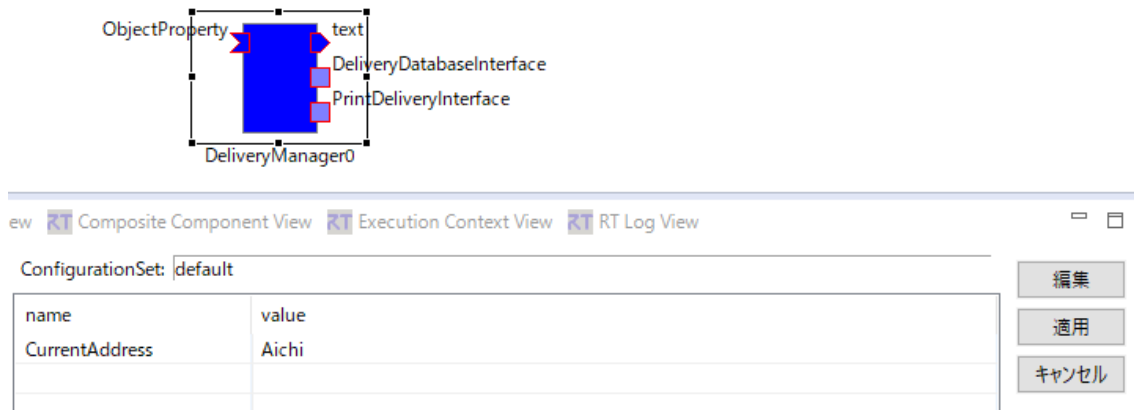 ObjectProperty
text
DeliveryDatabaseInterface
PrintDeliveryInterface
DeliveryManager0
ew RT Composite Component View RT Execution Context View RT RT Log View
ConfigurationSet: default
編集
name value
適用
CurrentAddress Aichi
キャンセル